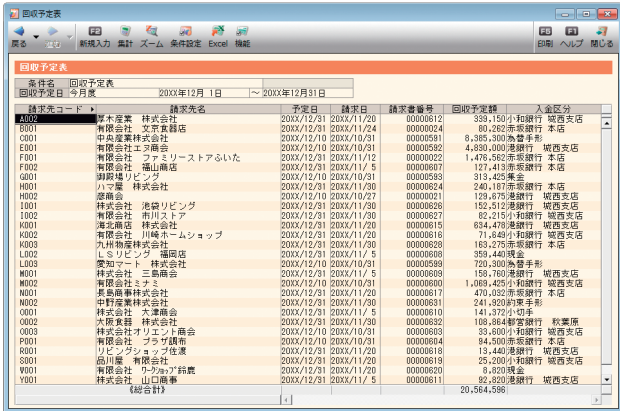 回収予定表
戻る 新規入力 集計 ズーム 条件設定 Excel 機能 印刷 ヘルプ 閉じる
回収予定表
条件名 回収予定表
回収予定日 今月度 20XX年12月 1日 ～ 20XX年12月31日
請求先コード 請求先名 予定日 請求日 請求書番号 回収予定額 入金区分
A002 厚木産業 株式会社 20XX/12/31 20XX/11/20 00000612 339,150 小和銀行 城西支店
B001 有限会社 文京食器店 20XX/12/31 20XX/11/24 00000024 80,262 赤坂銀行 本店
C001 中央産業株式会社 20XX/12/10 20XX/10/31 00000591 8,385,300 為替手形
E001 有限会社エヌ商会 20XX/12/10 20XX/10/31 00000592 4,830,000 港銀行 城西支店
F001 有限会社 ファミリーストアふいた 20XX/12/31 20XX/11/12 00000022 1,476,562 赤坂銀行 本店
F002 有限会社 福山商店 20XX/12/31 20XX/11/ 5 00000607 127,413 赤坂銀行 本店
G001 御殿場リビング 20XX/12/10 20XX/10/31 00000593 313,425 集金
H001 ハマ屋 株式会社 20XX/12/31 20XX/11/30 00000624 240,187 赤坂銀行 本店
H002 彦商会 20XX/12/10 20XX/10/27 00000021 129,675 港銀行 城西支店
I001 株式会社 池袋リビング 20XX/12/31 20XX/11/30 00000626 152,512 港銀行 城西支店
I002 有限会社 市川ストア 20XX/12/31 20XX/11/30 00000627 82,215 小和銀行 城西支店
K001 海北商店 株式会社 20XX/12/31 20XX/11/20 00000615 634,478 港銀行 城西支店
K002 有限会社 川崎ホームショップ 20XX/12/31 20XX/11/20 00000616 71,649 小和銀行 城西支店
K003 九州物産株式会社 20XX/12/31 20XX/11/30 00000628 163,275 赤坂銀行 本店
L002 ＬＳリビング 福岡店 20XX/12/31 20XX/11/ 5 00000608 359,440 現金
L003 愛知マート 株式会社 20XX/12/10 20XX/10/31 00000599 720,300 為替手形
M001 株式会社 三島商会 20XX/12/31 20XX/11/ 5 00000609 158,760 港銀行 城西支店
M002 有限会社ミナミ 20XX/12/10 20XX/10/31 00000600 1,069,425 小和銀行 城西支店
N001 長島商事株式会社 20XX/12/31 20XX/11/20 00000617 470,032 赤坂銀行 本店
N002 中野産業株式会社 20XX/12/31 20XX/11/30 00000631 241,920 約束手形
O001 株式会社 大津商会 20XX/12/31 20XX/11/ 5 00000610 141,372 小切手
O002 大阪食器 株式会社 20XX/12/31 20XX/11/30 00000632 108,864 都営銀行 秋葉原
O003 株式会社オリエント商会 20XX/12/10 20XX/10/31 00000603 33,600 小和銀行 城西支店
P001 有限会社 プラザ調布 20XX/12/10 20XX/10/31 00000604 94,500 赤坂銀行 本店
R001 リビングショップ佐渡 20XX/12/31 20XX/11/20 00000618 13,440 港銀行 城西支店
S001 品川屋 有限会社 20XX/12/31 20XX/11/20 00000619 25,200 小和銀行 城西支店
W001 有限会社 ﾜｰｸｼｮｯﾌﾟ鈴鹿 20XX/12/31 20XX/11/20 00000620 8,820 現金
Y001 株式会社 山口商事 20XX/12/31 20XX/11/ 5 00000611 92,820 港銀行 城西支店
《総合計》 20,564,596